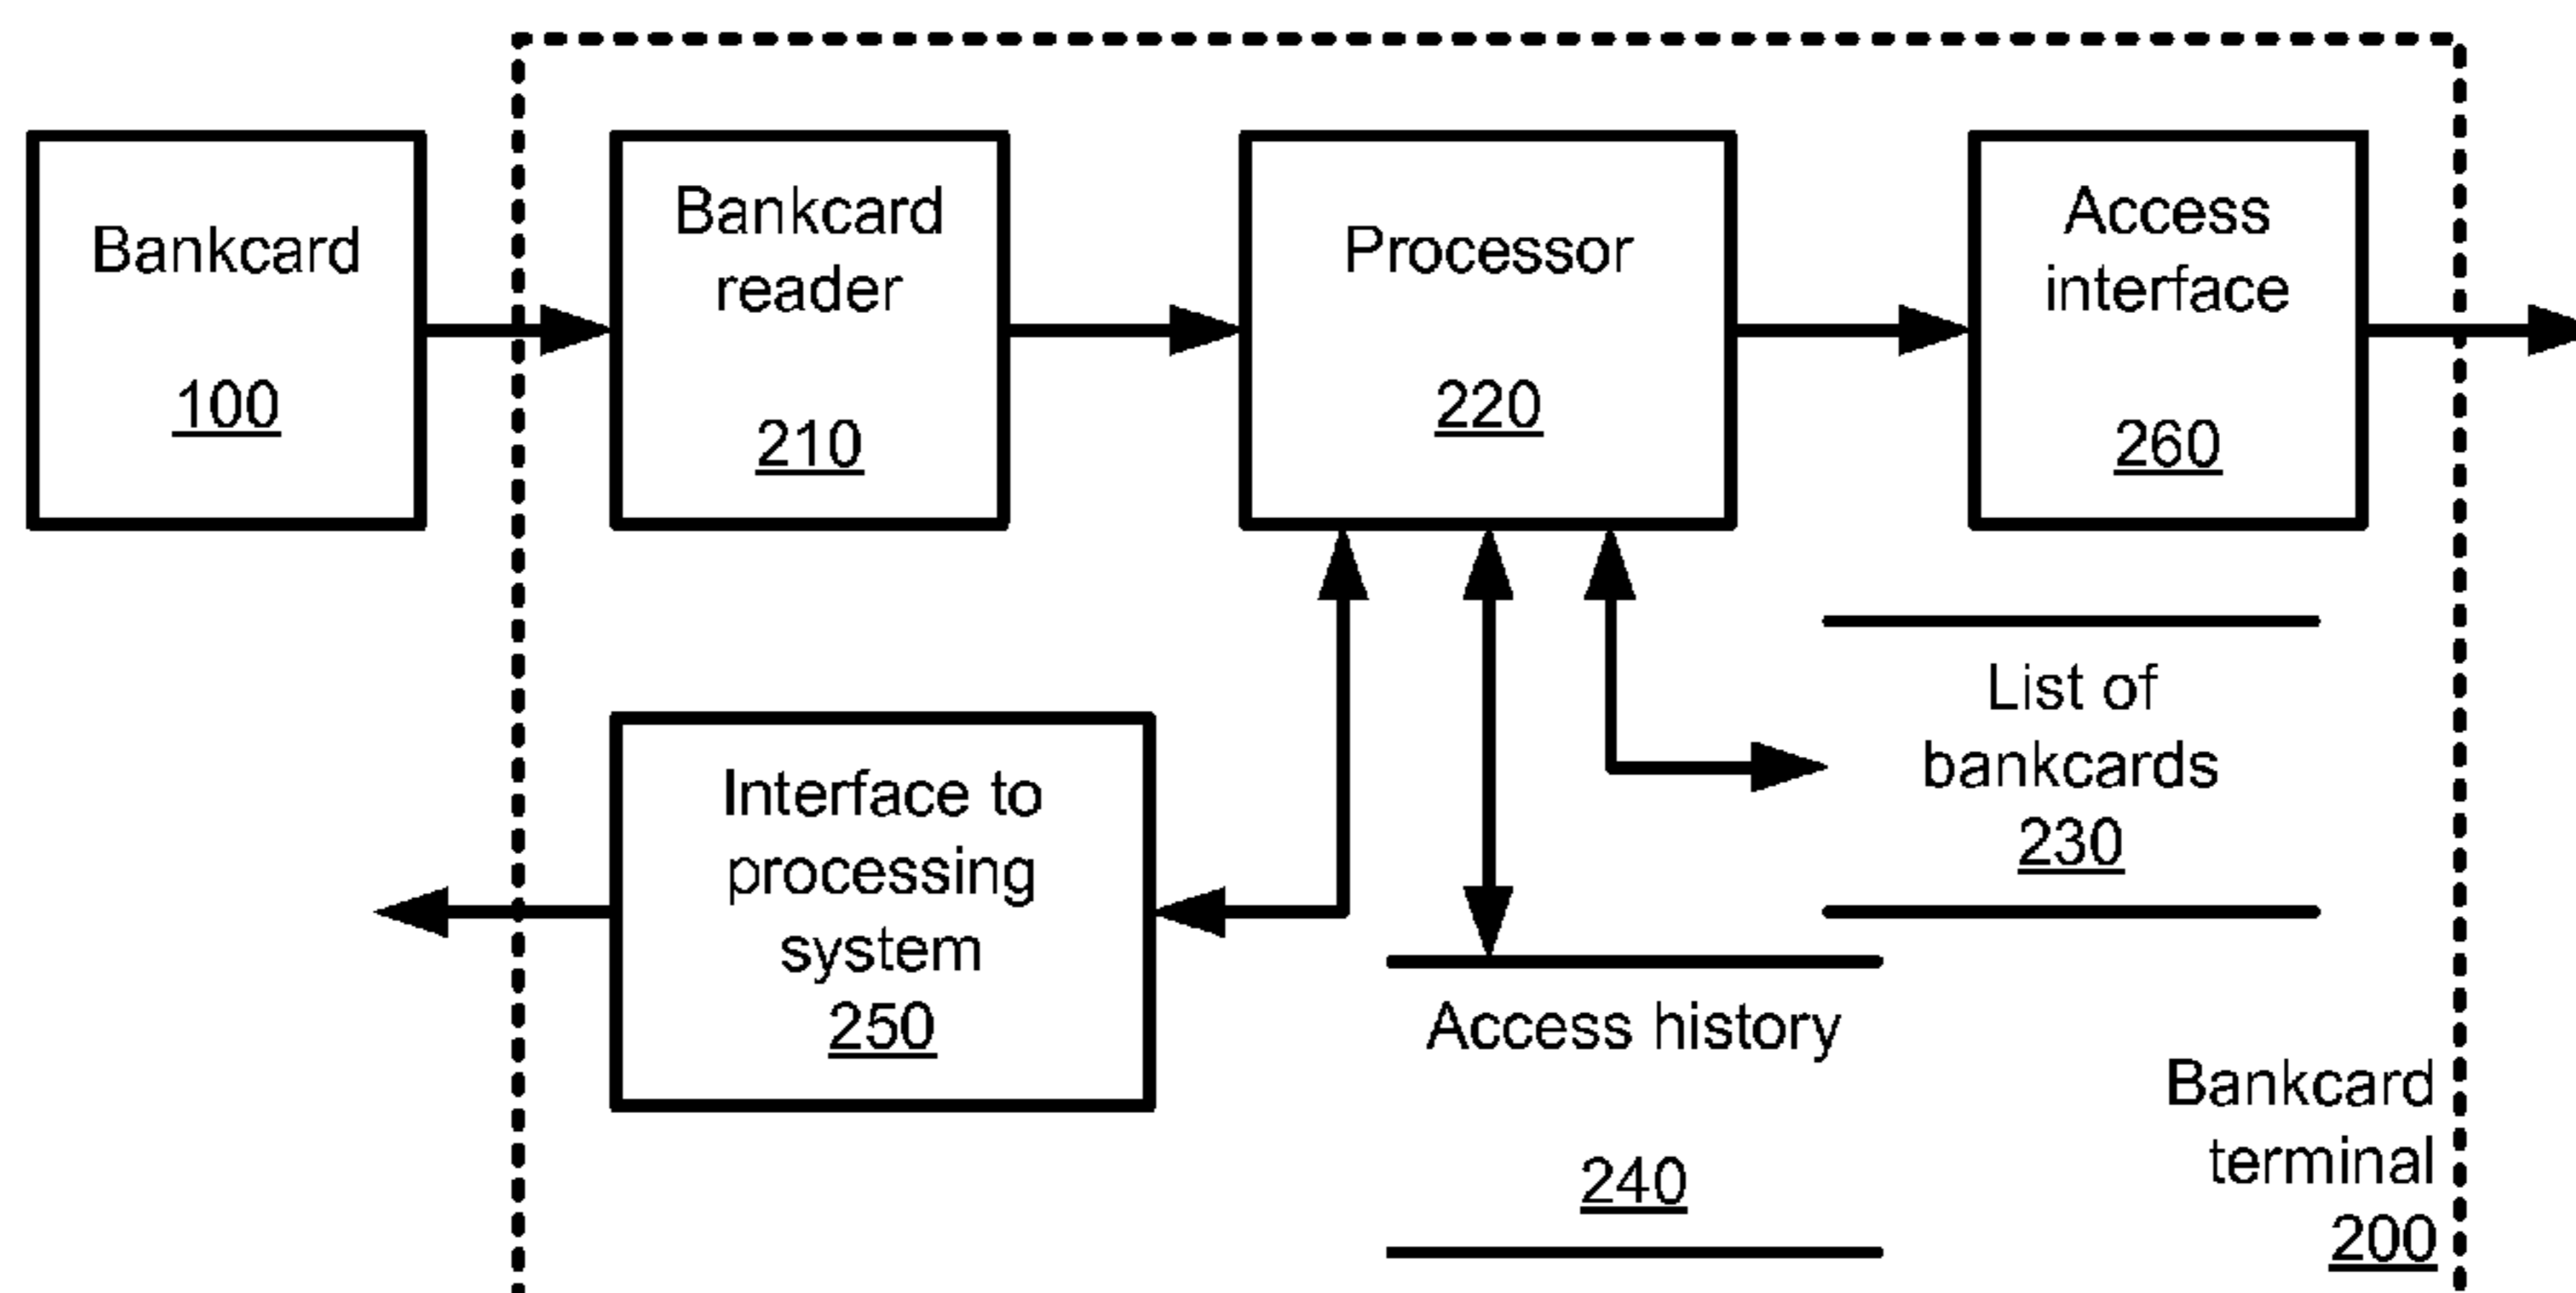 Bankcard
100
Bankcard
reader
210
Processor
220
Access
interface
260
Interface to
processing
system
250
Access history
240
List of
bankcards
230
Bankcard
terminal
200